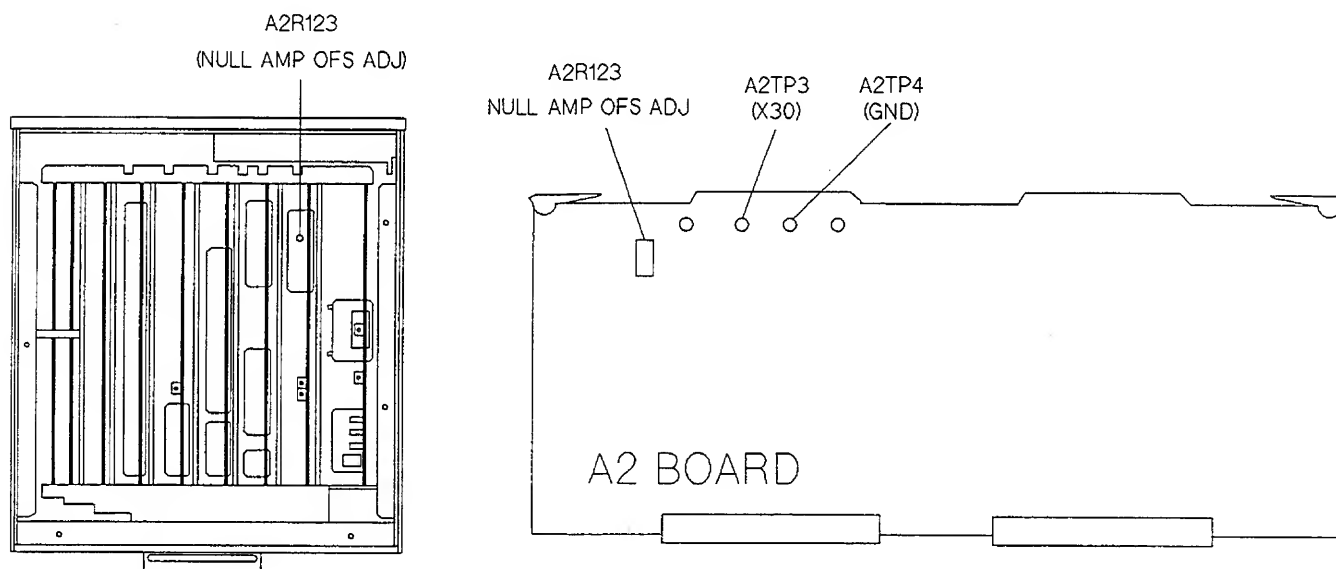 A2R123
(NULL AMP OFS ADJ)
A2R123
NULL AMP OFS ADJ
A2TP3
(X30)
A2TP4
(GND)
A2 BOARD